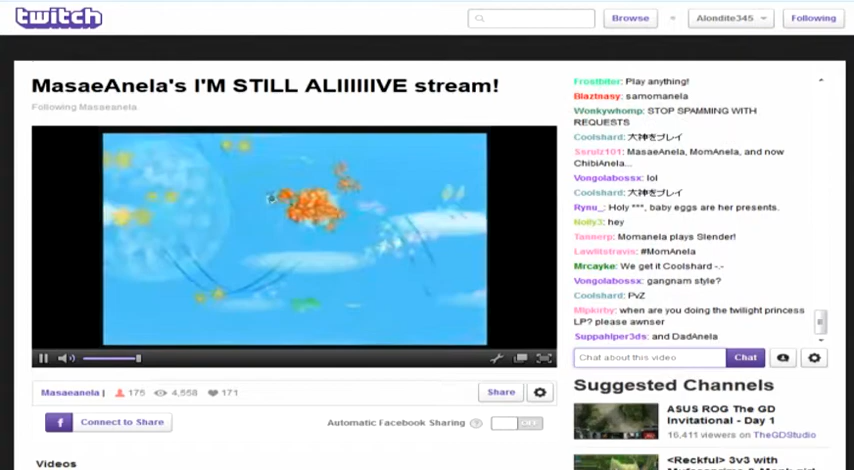 twitch
Browse
Alondite345
Following
MasaeAnela's I'M STILL ALIIIIIIVE stream!
Following Masaeanela
Frostbiter: Play anything!
Blaztnasy: samomanela
Wonkywhomp: STOP SPAMMING WITH
REQUESTS
Coolshard: 大神をプレイ
Ssrulz101: MasaeAnela, MomAnela, and now
ChibiAnela...
Vongolabossx: lol
Coolshard: 大神をプレイ
Rynu_: Holy ***, baby eggs are her presents.
Nolly3: hey
Tannerp: Momanela plays Slender!
Lawlitstravis: #MomAnela
Mrcayke: We get it Coolshard -.-
Vongolabossx: gangnam style?
Coolshard: PvZ
Mlpkirby: when are you doing the twilight princess
LP? please awnser
Suppahlper3ds: and DadAnela
Chat about this video
Chat
Masaeanela | 175 4,558 171
Share
f Connect to Share
Automatic Facebook Sharing ? OFF
Suggested Channels
ASUS ROG The GD
Invitational - Day 1
16,411 viewers on TheGDStudio
Videos
<Reckful> 3v3 with